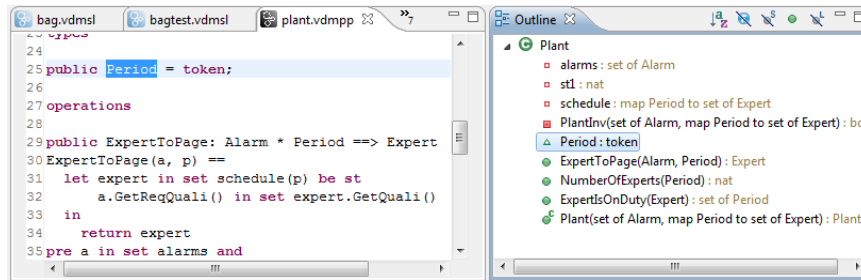 bag.vdmsl
bagtest.vdmsl
plant.vdmpp
»7
23 types
24
25 public Period = token;
26
27 operations
28
29 public ExpertToPage: Alarm * Period ==> Expert
30 ExpertToPage(a, p) ==
31 let expert in set schedule(p) be st
32 a.GetReqQuali() in set expert.GetQuali()
33 in
34 return expert
35 pre a in set alarms and
Outline
Plant
alarms : set of Alarm
st1 : nat
schedule : map Period to set of Expert
PlantInv(set of Alarm, map Period to set of Expert) : bo
Period : token
ExpertToPage(Alarm, Period) : Expert
NumberOfExperts(Period) : nat
ExpertIsOnDuty(Expert) : set of Period
Plant(set of Alarm, map Period to set of Expert) : Plant